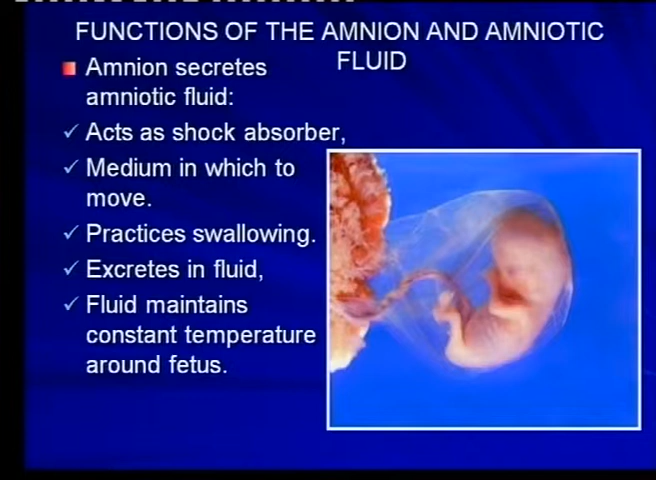 FUNCTIONS OF THE AMNION AND AMNIOTIC
FLUID
Amnion secretes
amniotic fluid:
✓ Acts as shock absorber,
✓ Medium in which to
move.
✓ Practices swallowing.
✓ Excretes in fluid,
✓ Fluid maintains
constant temperature
around fetus.